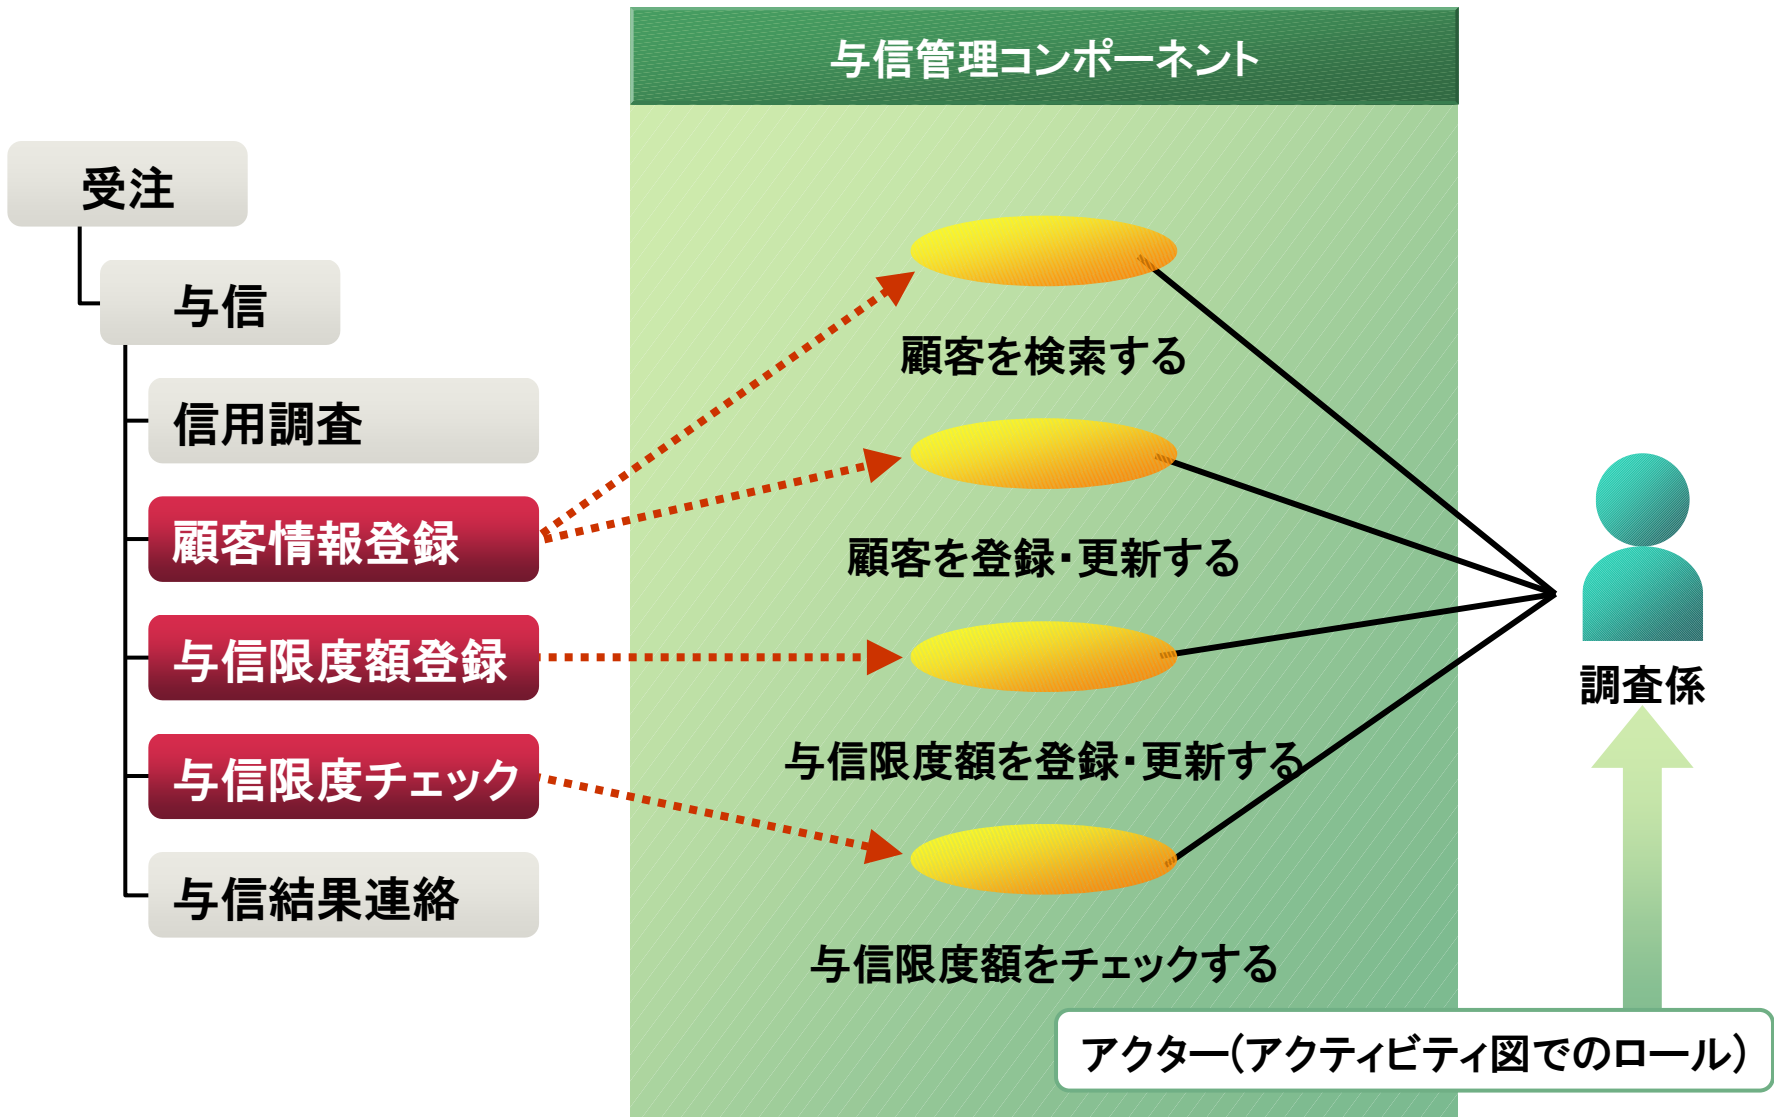 与信管理コンポーネント
受注
与信
信用調査
顧客情報登録
与信限度額登録
与信限度チェック
与信結果連絡
顧客を検索する
顧客を登録・更新する
与信限度額を登録・更新する
与信限度額をチェックする
調査係
アクター(アクティビティ図でのロール)